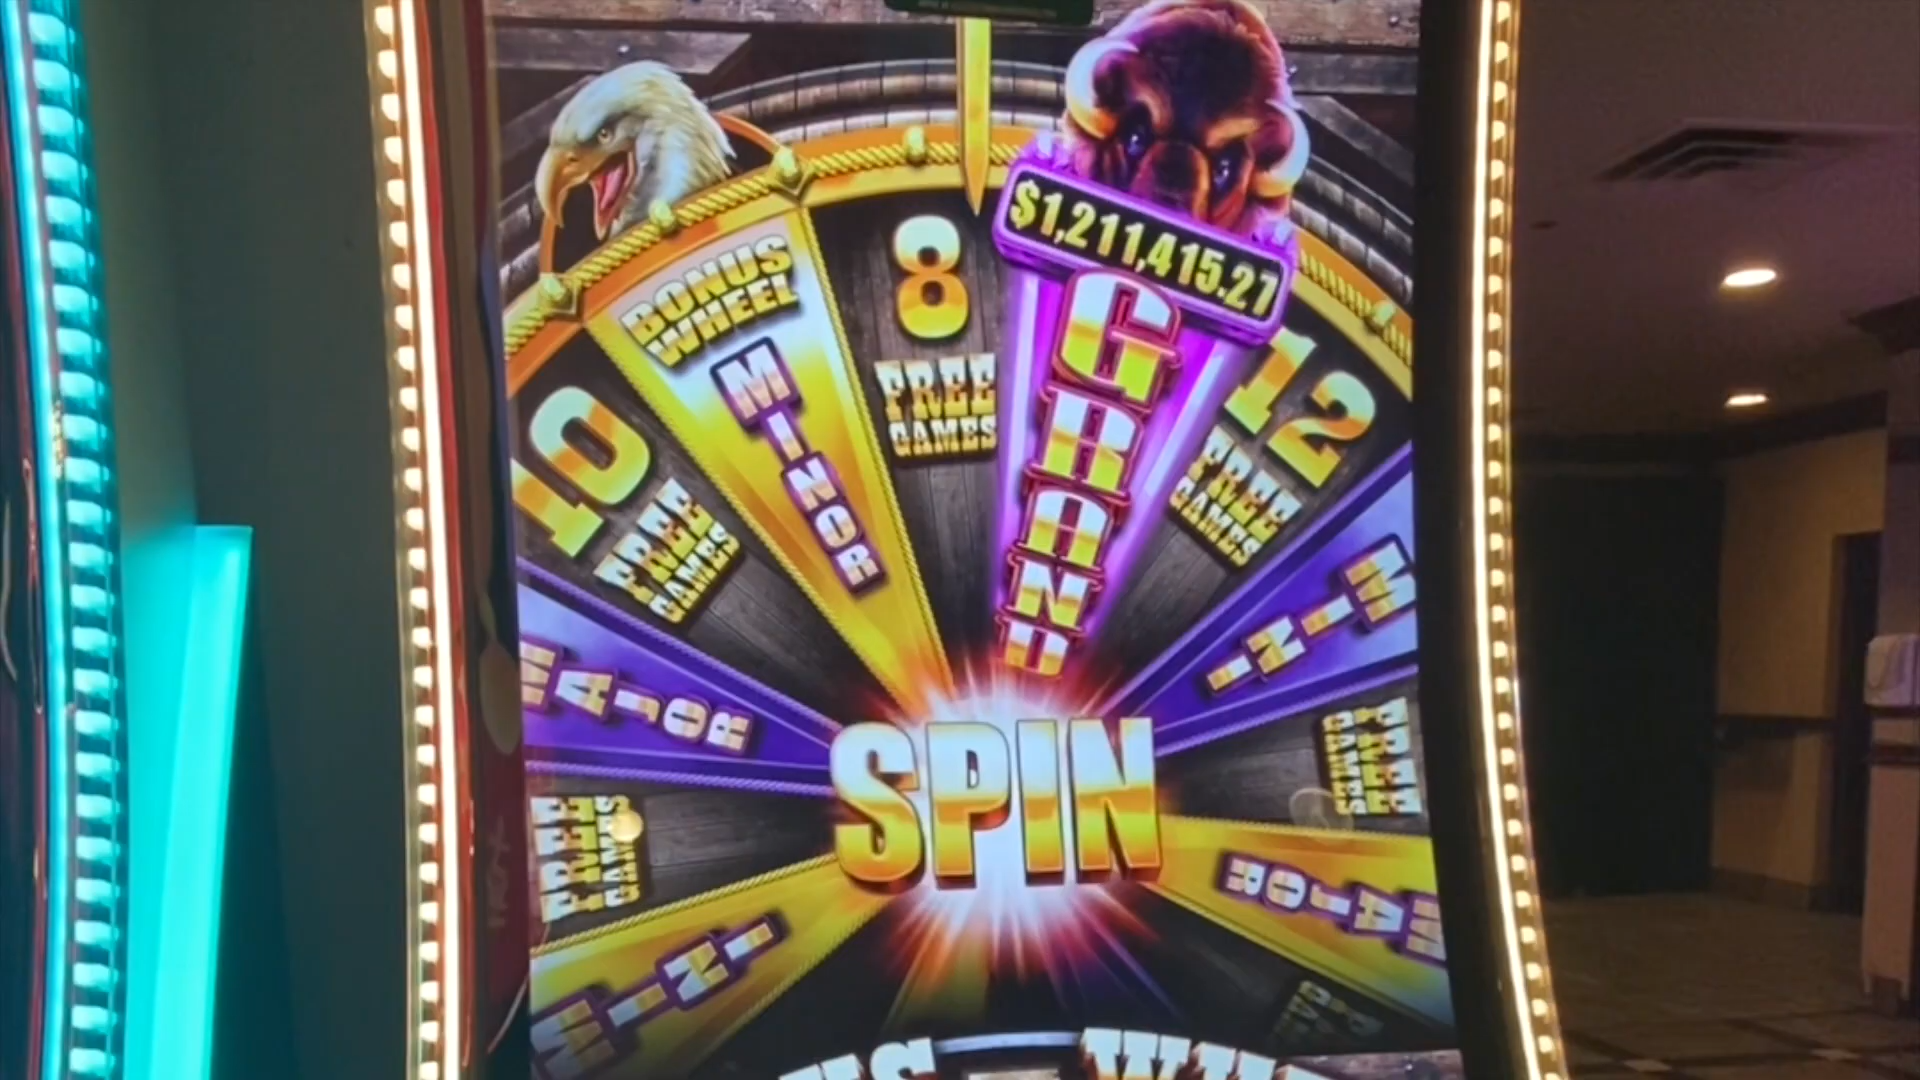 $1,211,415.27
BONUS
WHEEL
MINOR
8
FREE
GAMES
GRAND
12
FREE
GAMES
10
FREE
GAMES
MINI
MAJOR
FREE
GAMES
FREE
GAMES
SPIN
MAJOR
MINI